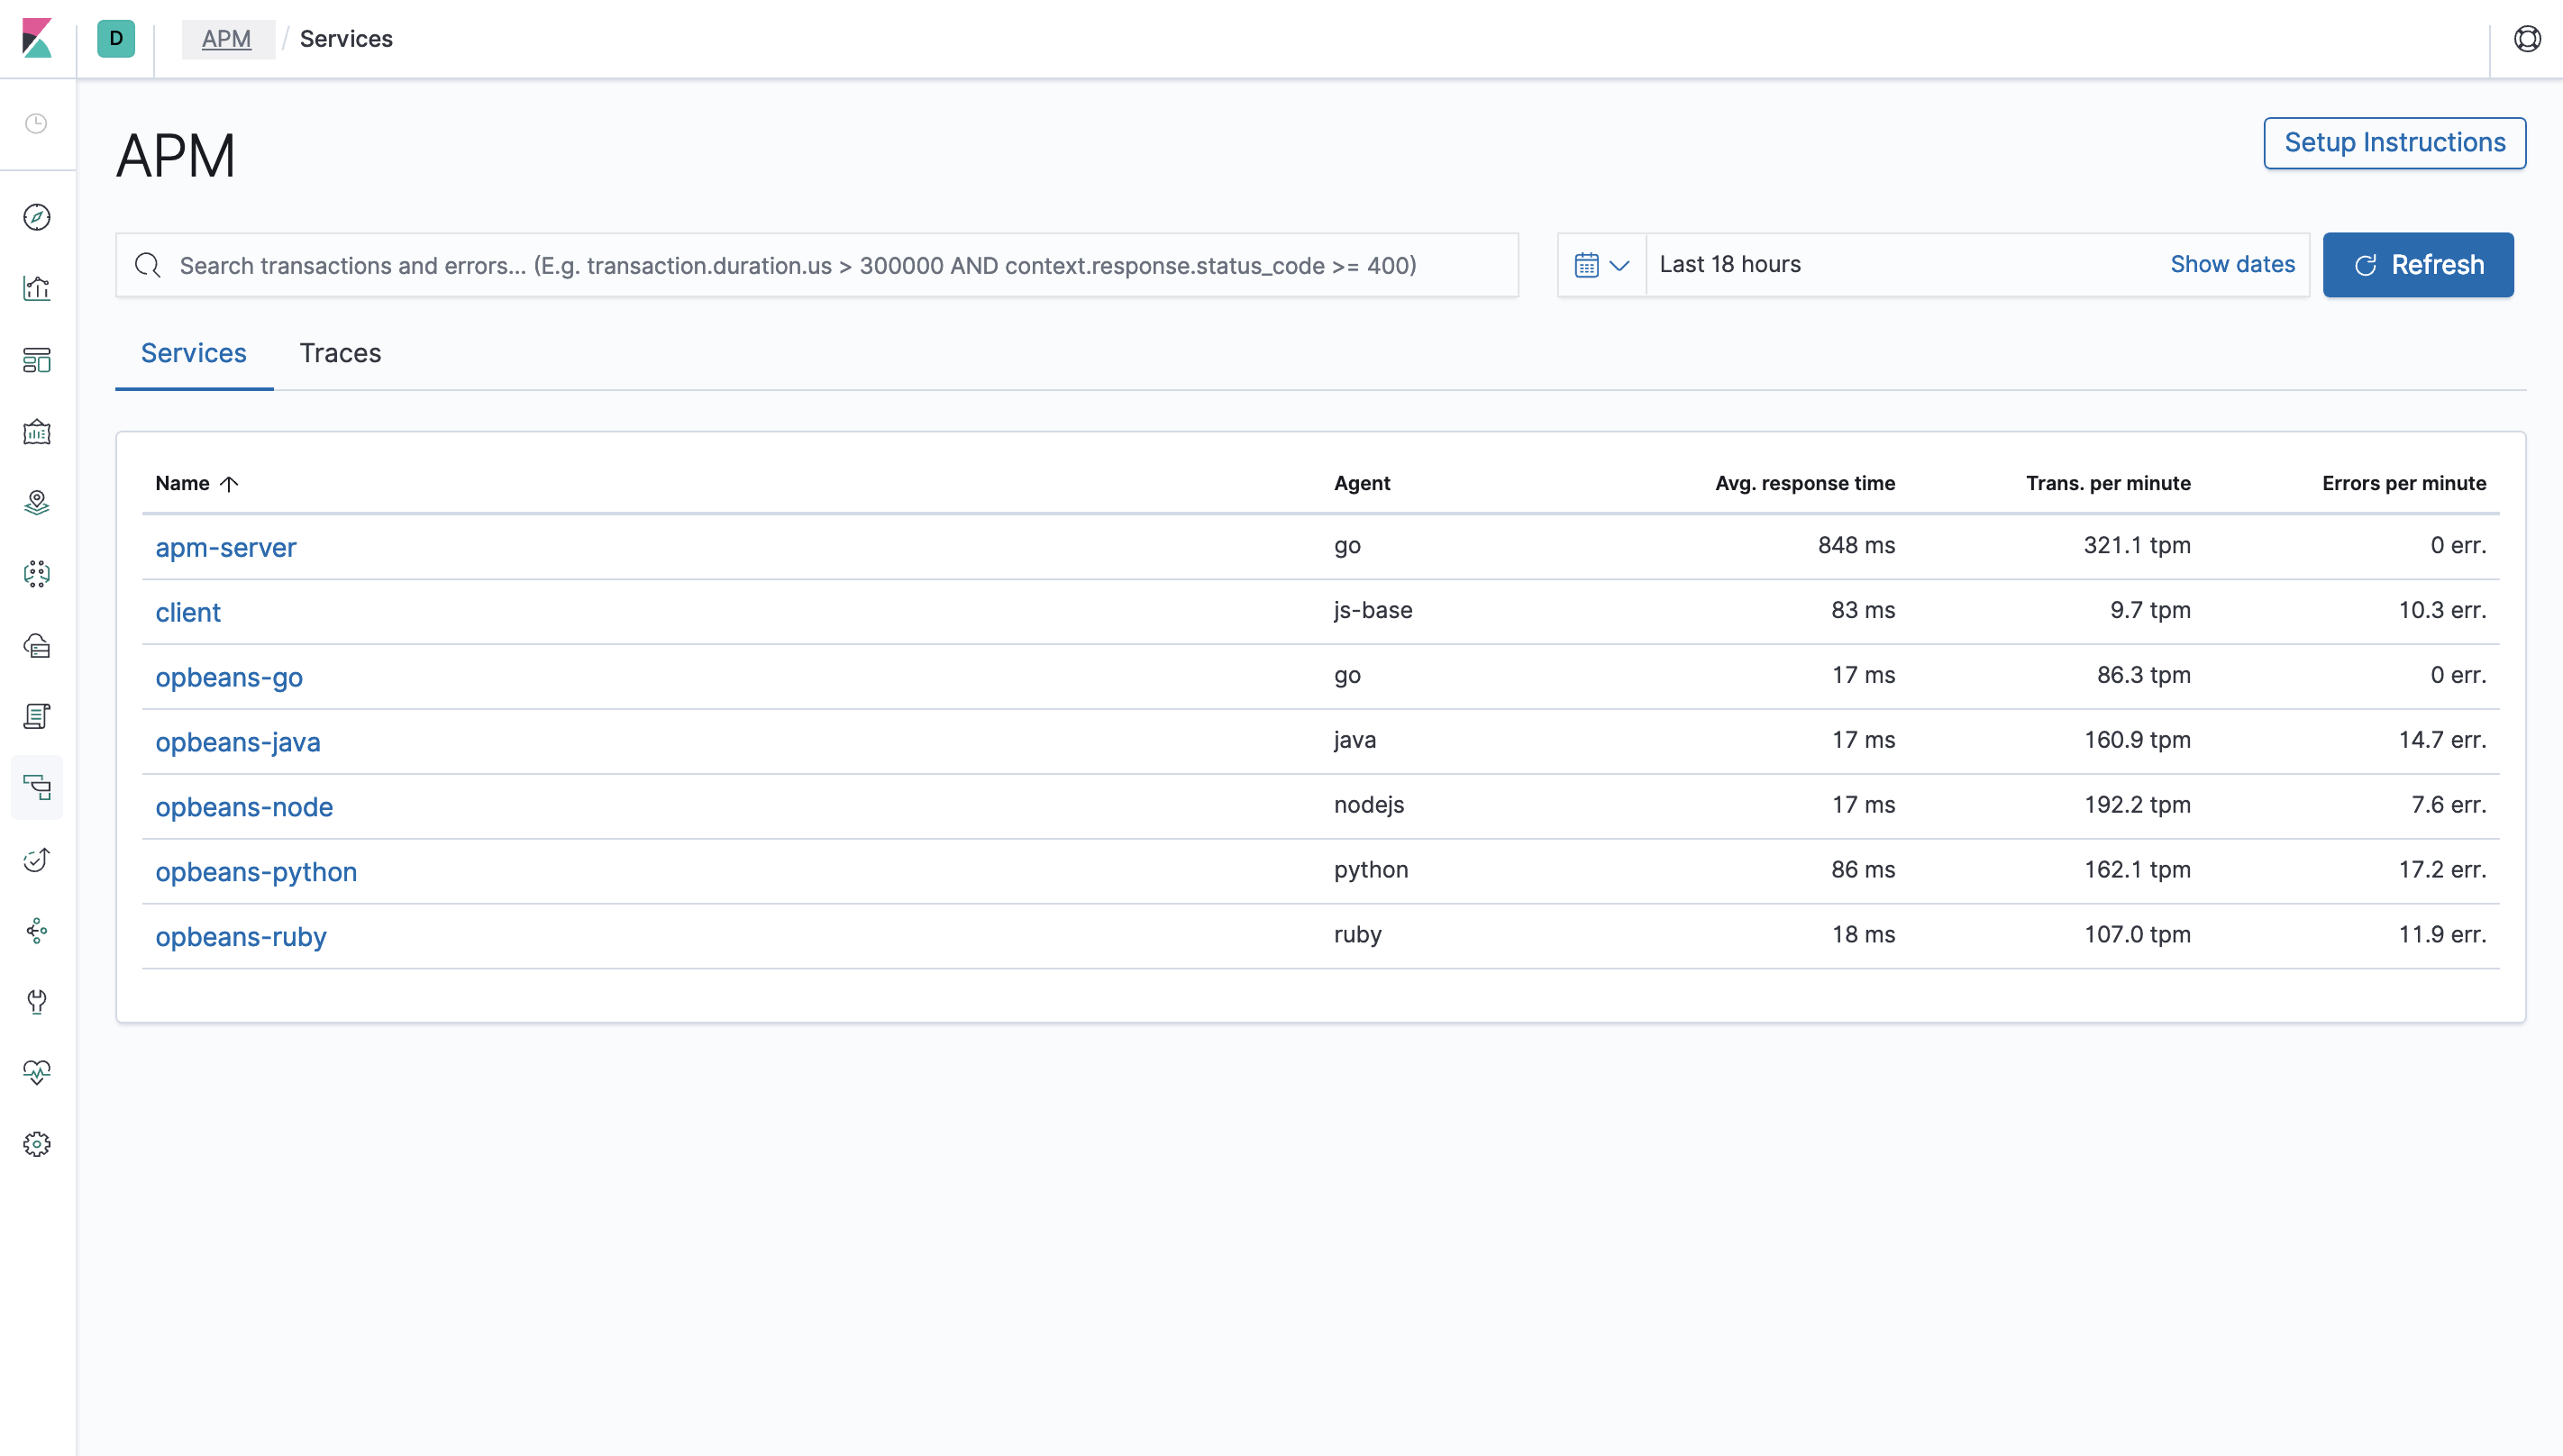 D APM / Services
APM
Setup Instructions
Search transactions and errors... (E.g. transaction.duration.us > 300000 AND context.response.status_code >= 400)
Last 18 hours Show dates Refresh
Services Traces
Name Agent Avg. response time Trans. per minute Errors per minute
apm-server go 848 ms 321.1 tpm 0 err.
client js-base 83 ms 9.7 tpm 10.3 err.
opbeans-go go 17 ms 86.3 tpm 0 err.
opbeans-java java 17 ms 160.9 tpm 14.7 err.
opbeans-node nodejs 17 ms 192.2 tpm 7.6 err.
opbeans-python python 86 ms 162.1 tpm 17.2 err.
opbeans-ruby ruby 18 ms 107.0 tpm 11.9 err.